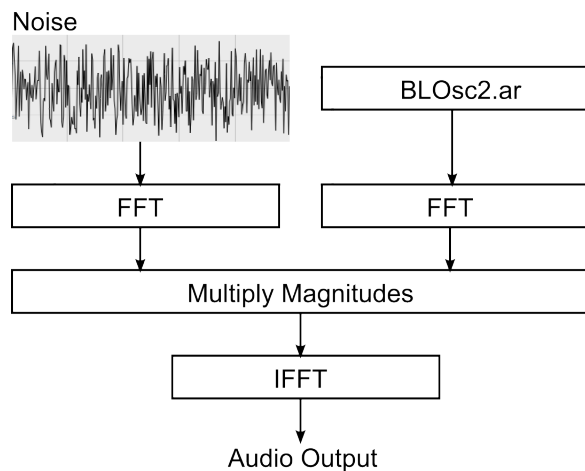 Noise
BLOsc2.ar
FFT
FFT
Multiply Magnitudes
IFFT
Audio Output